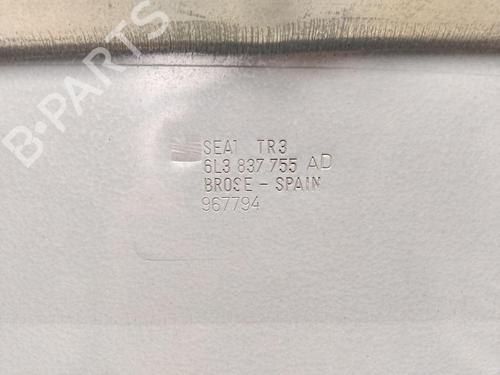 B-PARTS
SEAT TR3
6L3 837 755 AD
BROSE - SPAIN
967794